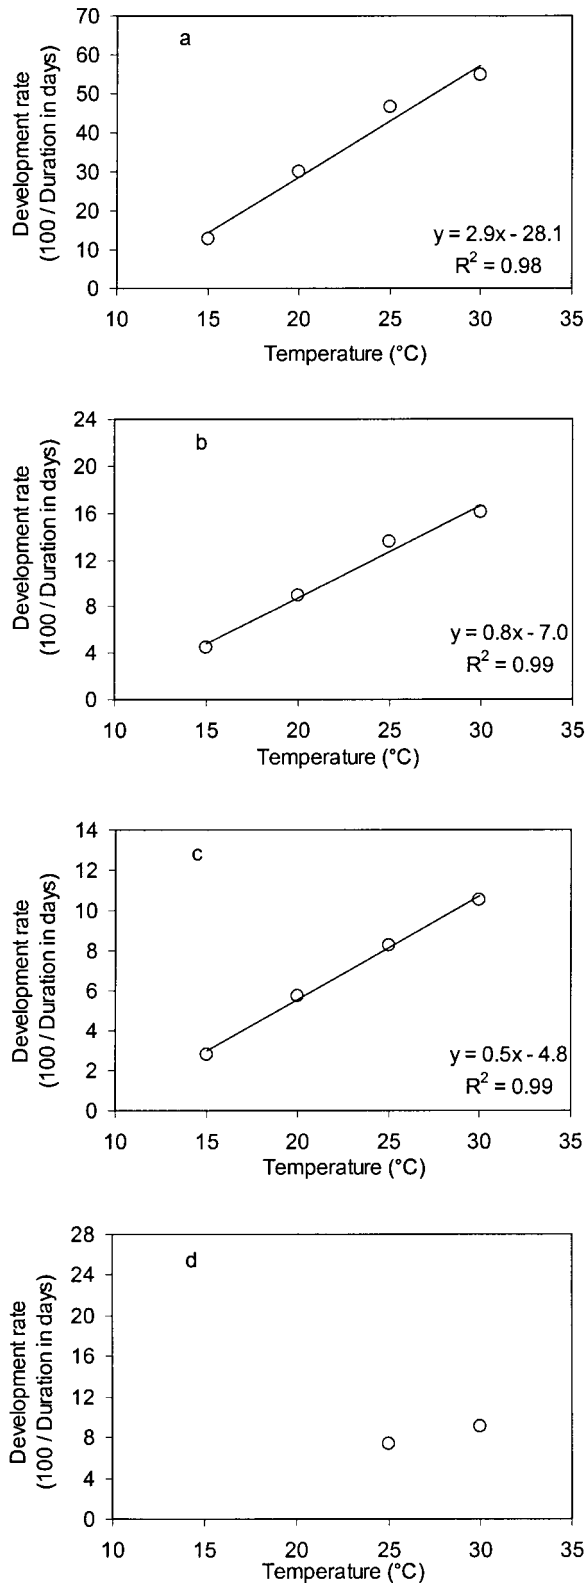 a
Development rate
(100 / Duration in days)
70
60
50
40
30
20
10
0
y = 2.9x - 28.1
R² = 0.98
10 15 20 25 30 35
Temperature (°C)
b
Development rate
(100 / Duration in days)
24
20
16
12
8
4
0
y = 0.8x - 7.0
R² = 0.99
10 15 20 25 30 35
Temperature (°C)
c
Development rate
(100 / Duration in days)
14
12
10
8
6
4
2
0
y = 0.5x - 4.8
R² = 0.99
10 15 20 25 30 35
Temperature (°C)
d
Development rate
(100 / Duration in days)
28
24
20
16
12
8
4
0
10 15 20 25 30 35
Temperature (°C)